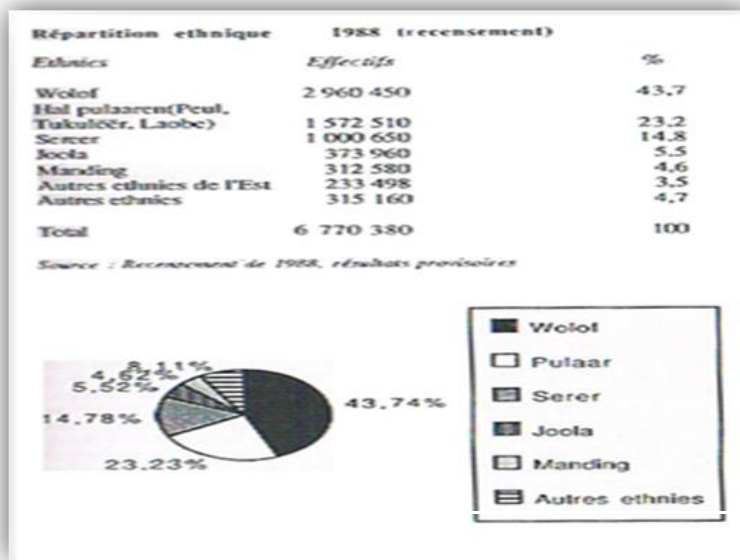 Répartition ethnique 1988 (recensement)
Ethnies Effectifs %
Wolof 2 960 450 43,7
Hal pulaaren(Peul,
Tukulëër, Laobe) 1 572 510 23,2
Sereer 1 000 650 14,8
Joola 373 960 5,5
Manding 312 580 4,6
Autres ethnies de l'Est 233 498 3,5
Autres ethnies 315 160 4,7
Total 6 770 380 100
Source : Recensement de 1988, résultats provisoires
8,11%
4,62%
5,52%
14,78%
23,23%
43,74%
Wolof
Pulaar
Serer
Joola
Manding
Autres ethnies